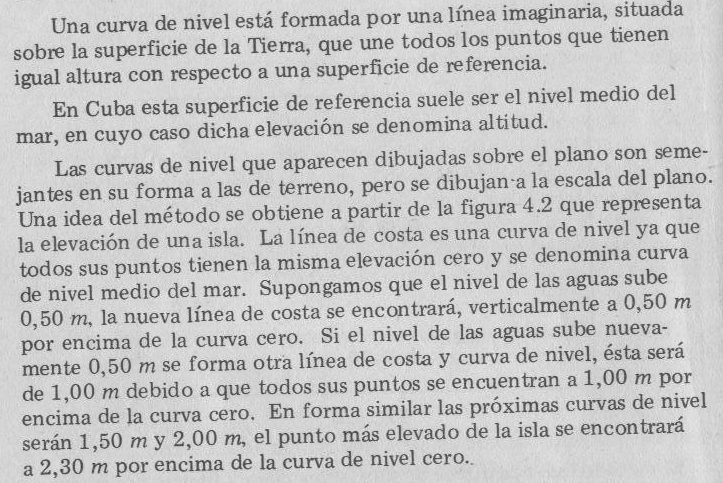 Una curva de nivel está formada por una línea imaginaria, situada
sobre la superficie de la Tierra, que une todos los puntos que tienen
igual altura con respecto a una superficie de referencia.
En Cuba esta superficie de referencia suele ser el nivel medio del
mar, en cuyo caso dicha elevación se denomina altitud.
Las curvas de nivel que aparecen dibujadas sobre el plano son seme-
jantes en su forma a las de terreno, pero se dibujan a la escala del plano.
Una idea del método se obtiene a partir de la figura 4.2 que representa
la elevación de una isla. La línea de costa es una curva de nivel ya que
todos sus puntos tienen la misma elevación cero y se denomina curva
de nivel medio del mar. Supongamos que el nivel de las aguas sube
0,50 m, la nueva línea de costa se encontrará, verticalmente a 0,50 m
por encima de la curva cero. Si el nivel de las aguas sube nueva-
mente 0,50 m se forma otra línea de costa y curva de nivel, ésta será
de 1,00 m debido a que todos sus puntos se encuentran a 1,00 m por
encima de la curva cero. En forma similar las próximas curvas de nivel
serán 1,50 m y 2,00 m, el punto más elevado de la isla se encontrará
a 2,30 m por encima de la curva de nivel cero.